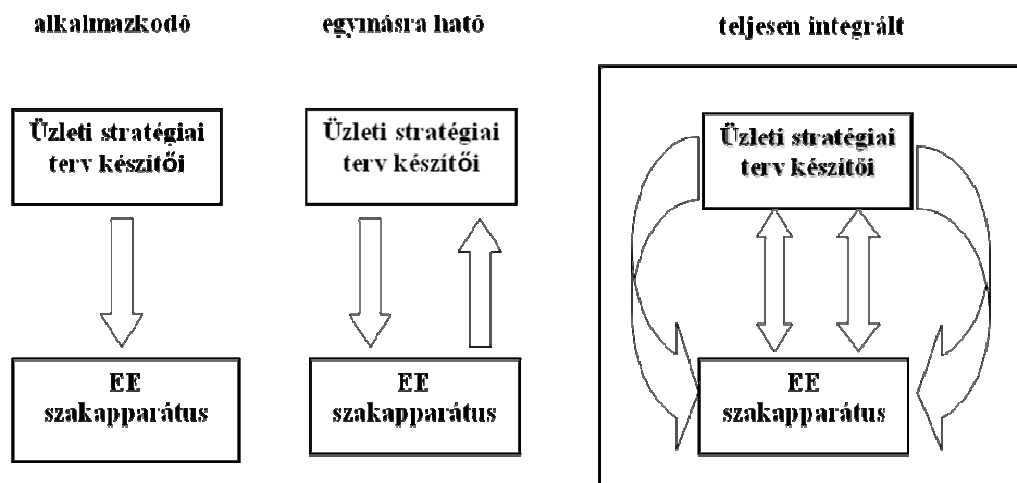 alkalmazkodó
egymásra ható
teljesen integrált
Üzleti stratégiai
terv készítői
Üzleti stratégiai
terv készítői
Üzleti stratégiai
terv készítői
EE
szakapparátus
EE
szakapparátus
EE
szakapparátus